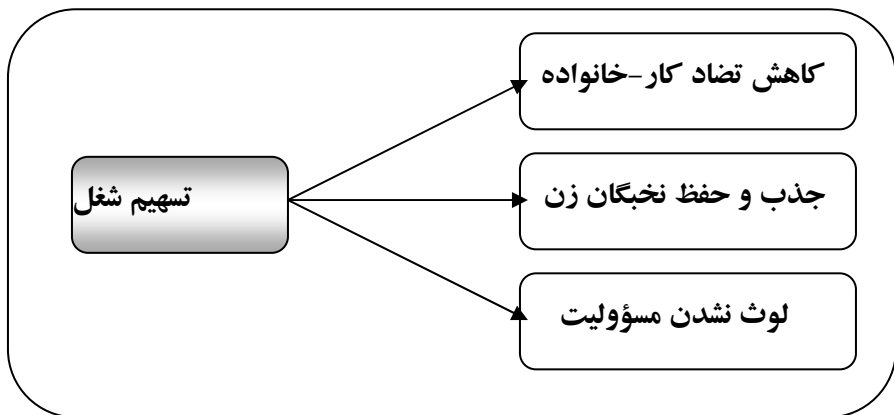 کاهش تضاد کار-خانواده
تسهیم شغل
جذب و حفظ نخبگان زن
لوث نشدن مسؤولیت